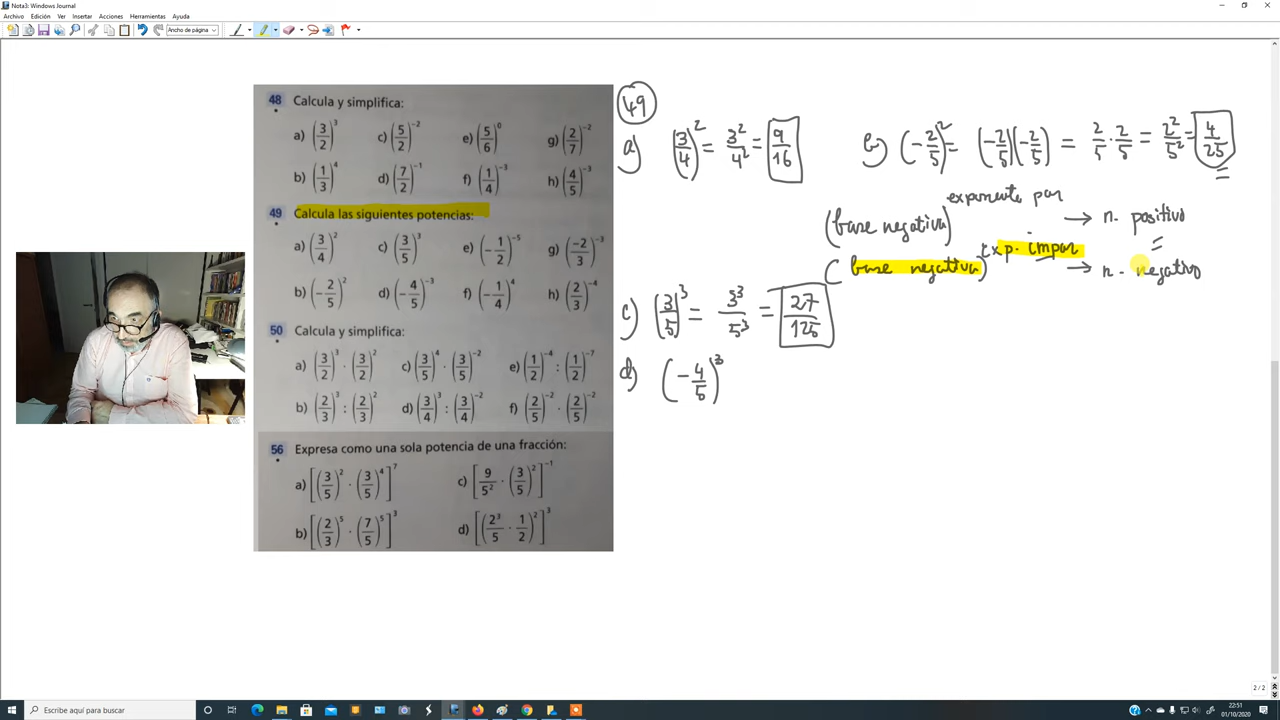 Nota3: Windows Journal
Archivo Edición Ver Insertar Acciones Herramientas Ayuda
Ancho de página
48 Calcula y simplifica:
a) (3/2)^3 c) (5/2)^-2 e) (5/6)^0 g) (2/7)^-2
b) (1/3)^4 d) (7/2)^-1 f) (1/4)^-3 h) (4/5)^-3
49 Calcula las siguientes potencias:
a) (3/4)^2 c) (3/5)^3 e) (-1/2)^-5 g) (-2/3)^-3
b) (-2/5)^2 d) (-4/5)^-3 f) (-1/4)^4 h) (2/3)^-4
50 Calcula y simplifica:
a) (3/2)^3 · (3/2)^2 c) (3/5)^4 · (3/5)^-2 e) (1/2)^-4 : (1/2)^-7
b) (2/3)^3 : (2/3)^2 d) (3/4)^3 : (3/4)^-2 f) (2/5)^-2 · (2/5)^-2
56 Expresa como una sola potencia de una fracción:
a) [(3/5)^2 · (3/5)^4]^7 c) [9/5^2 · (3/5)^2]^-1
b) [(2/3)^5 · (7/5)^5]^3 d) [(2^3/5 · 1/2)^2]^3
49
a) (3/4)^2 = 3^2/4^2 = 9/16 b) (-2/5)^2 = (-2/5)(-2/5) = 2/5 · 2/5 = 2^2/5^2 = 4/25
(base negativa)^exponente par → n. positivo
(base negativa)^exp. impar → n. negativo
c) (3/5)^3 = 3^3/5^3 = 27/125
d) (-4/5)^3
2 / 2
Escribe aquí para buscar
22:51
01/10/2020